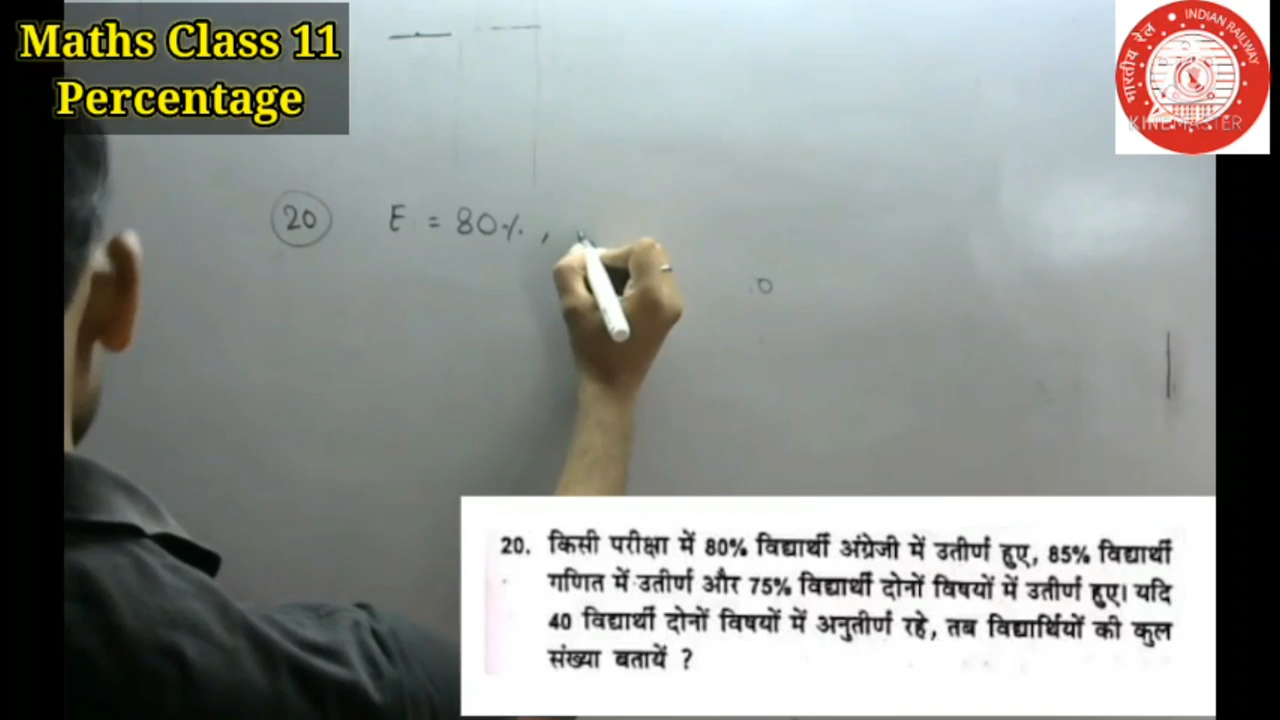 Maths Class 11
Percentage
भारतीय रेल INDIAN RAILWAY
KINEMASTER
20 E = 80%,
20. किसी परीक्षा में 80% विद्यार्थी अंग्रेजी में उतीर्ण हुए, 85% विद्यार्थी
गणित में उतीर्ण और 75% विद्यार्थी दोनों विषयों में उतीर्ण हुए। यदि
40 विद्यार्थी दोनों विषयों में अनुतीर्ण रहे, तब विद्यार्थियों की कुल
संख्या बतायें ?